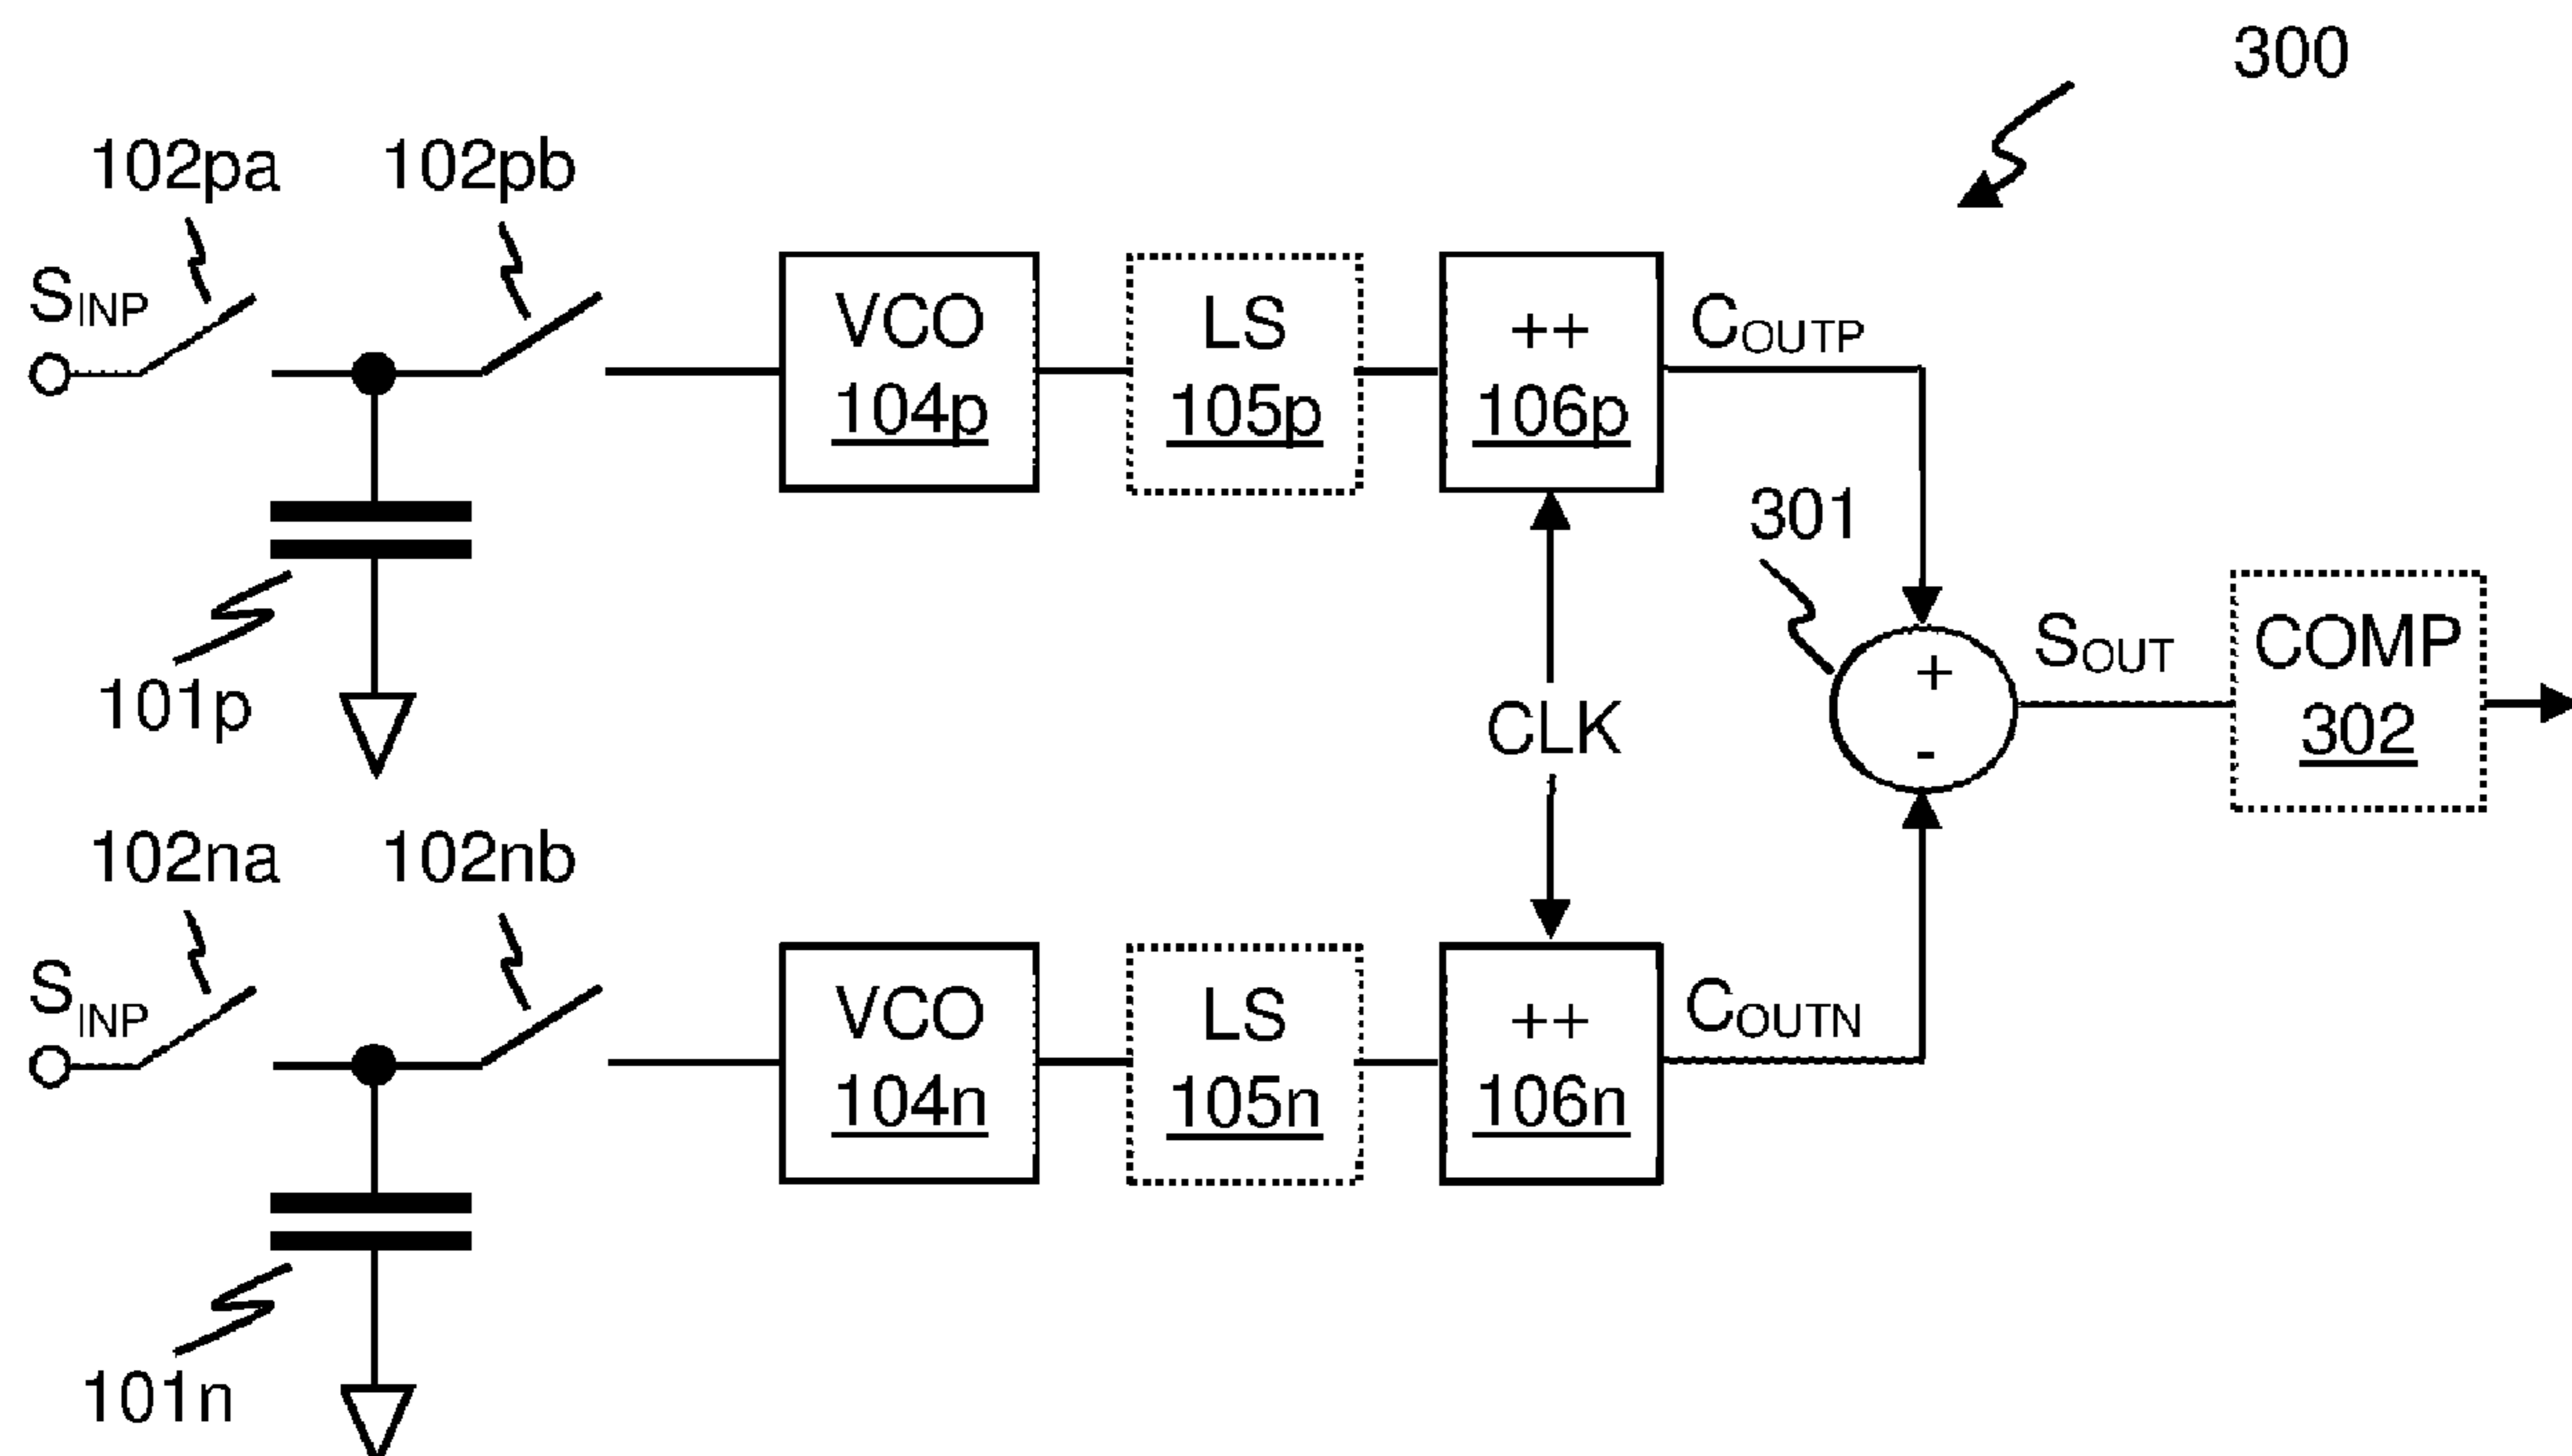 300
102pa 102pb
SINP
VCO
104p
LS
105p
++
106p
COUTP
101p
301
CLK
+
-
SOUT
COMP
302
102na 102nb
SINP
VCO
104n
LS
105n
++
106n
COUTN
101n